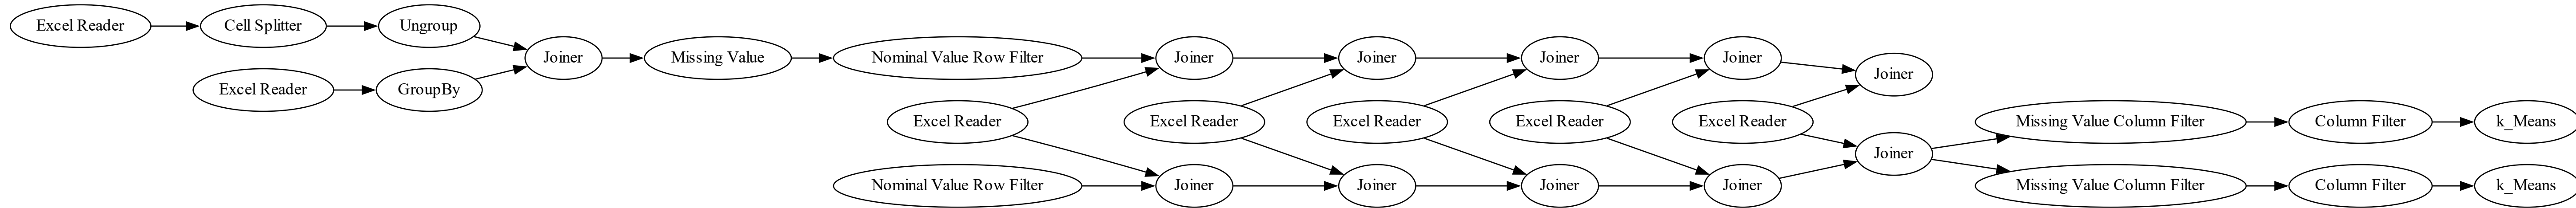 Excel Reader
Cell Splitter
Ungroup
Excel Reader
GroupBy
Joiner
Missing Value
Nominal Value Row Filter
Joiner
Joiner
Joiner
Joiner
Joiner
Excel Reader
Excel Reader
Excel Reader
Excel Reader
Excel Reader
Nominal Value Row Filter
Joiner
Joiner
Joiner
Joiner
Joiner
Missing Value Column Filter
Column Filter
k_Means
Missing Value Column Filter
Column Filter
k_Means